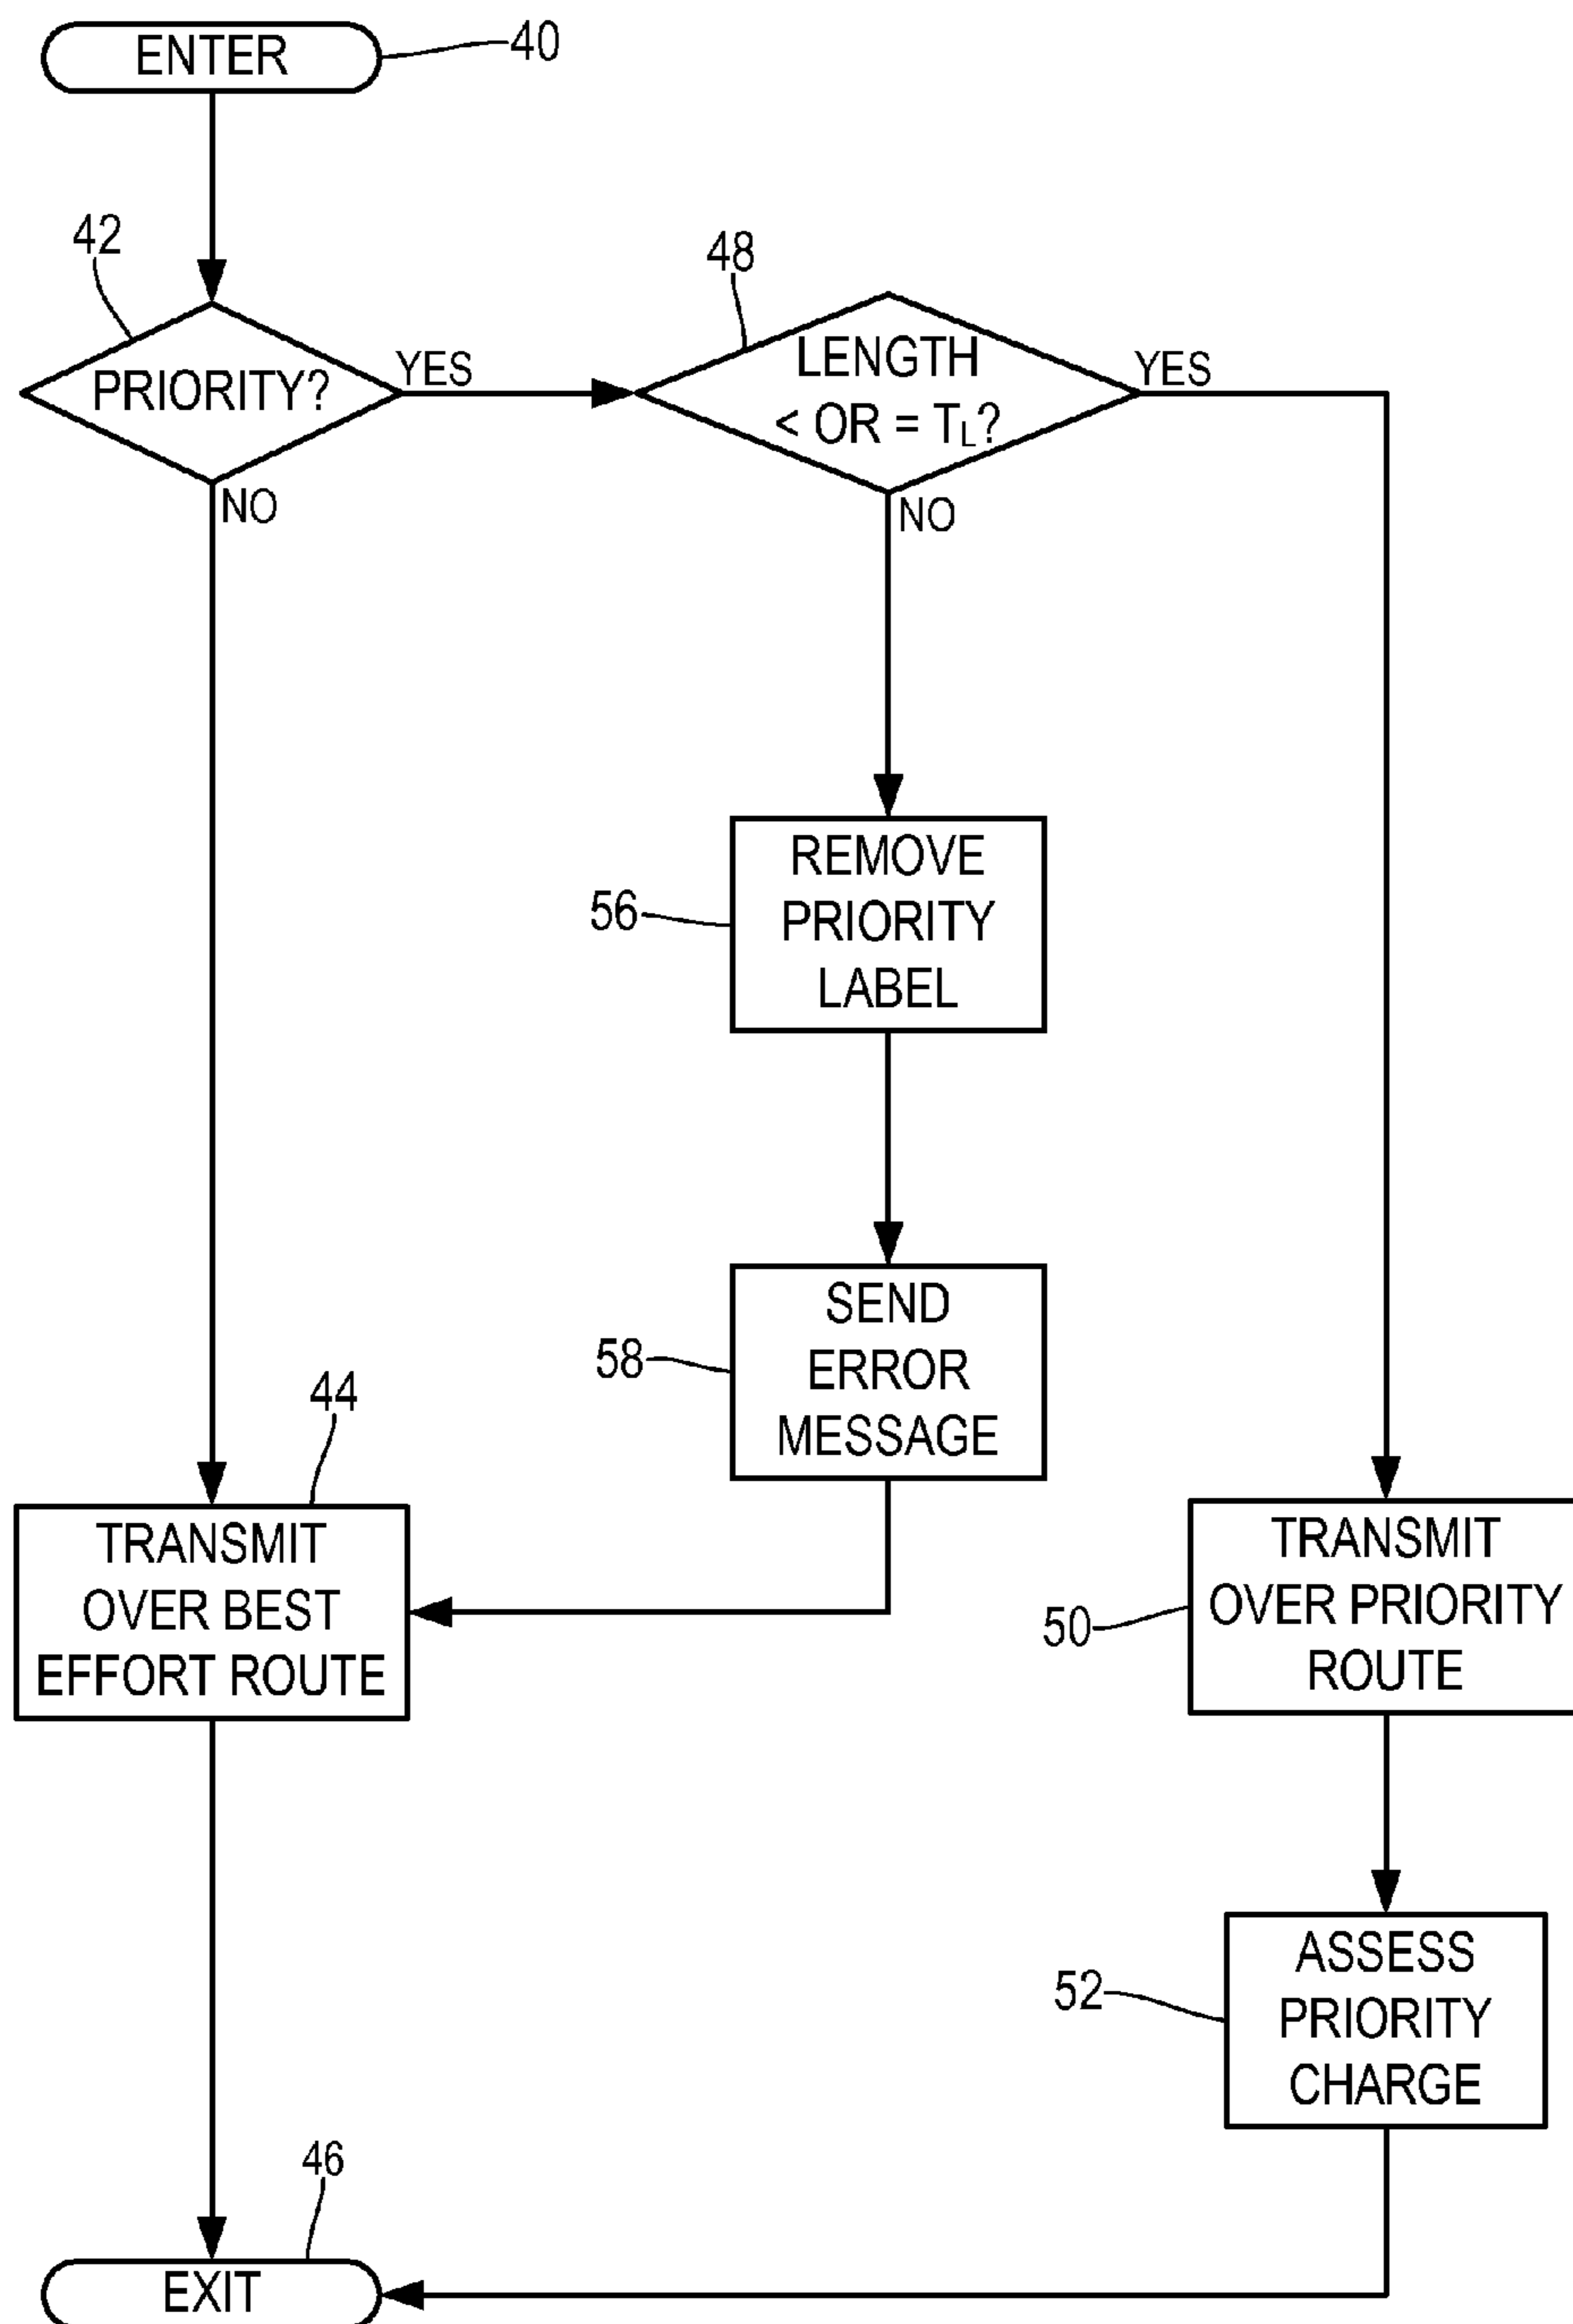 ENTER
40
42
PRIORITY?
YES
NO
48
LENGTH
< OR = TL?
YES
NO
56
REMOVE
PRIORITY
LABEL
58
SEND
ERROR
MESSAGE
44
TRANSMIT
OVER BEST
EFFORT ROUTE
50
TRANSMIT
OVER PRIORITY
ROUTE
52
ASSESS
PRIORITY
CHARGE
46
EXIT